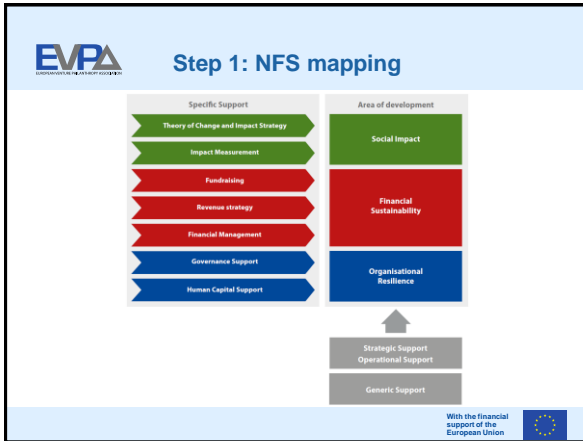 EVPA
EUROPEAN VENTURE PHILANTHROPY ASSOCIATION
Step 1: NFS mapping
Specific Support
Area of development
Theory of Change and Impact Strategy
Impact Measurement
Social Impact
Fundraising
Revenue strategy
Financial Management
Financial
Sustainability
Governance Support
Human Capital Support
Organisational
Resilience
Strategic Support
Operational Support
Generic Support
With the financial
support of the
European Union